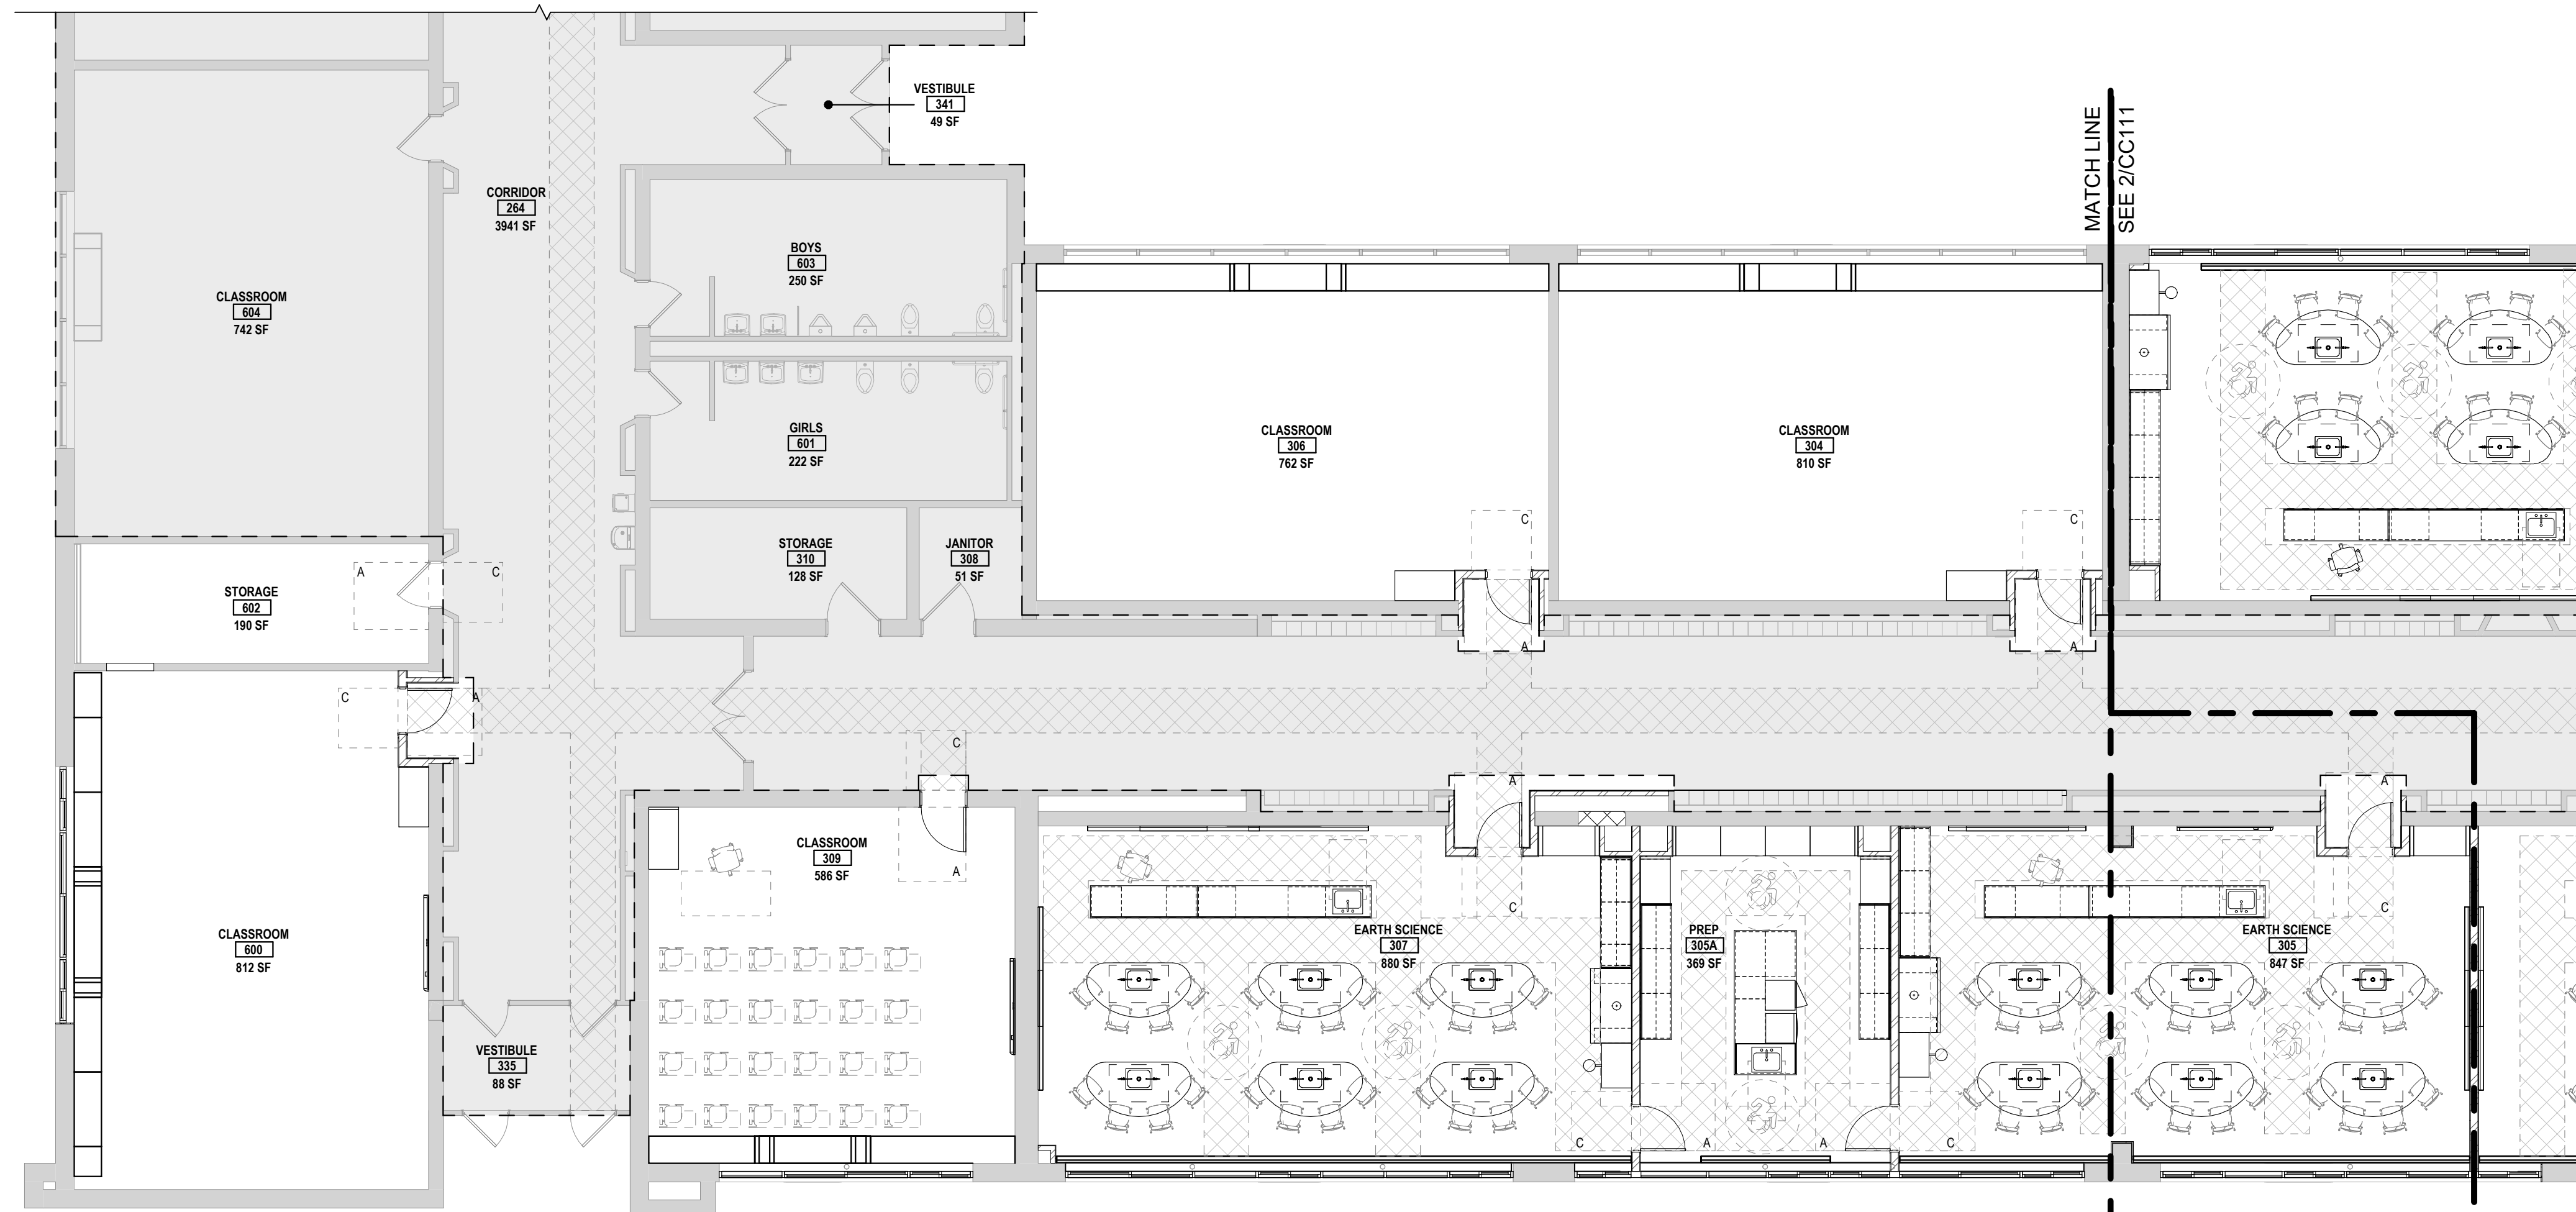 VESTIBULE
341
49 SF
MATCH LINE
SEE 2/CC111
CORRIDOR
264
3941 SF
BOYS
603
250 SF
CLASSROOM
604
742 SF
GIRLS
601
222 SF
CLASSROOM
306
762 SF
CLASSROOM
304
810 SF
C
C
STORAGE
310
128 SF
JANITOR
308
51 SF
A
C
STORAGE
602
190 SF
A
A
C
A
C
A
A
CLASSROOM
309
586 SF
A
C
C
CLASSROOM
600
812 SF
EARTH SCIENCE
307
880 SF
PREP
305A
369 SF
EARTH SCIENCE
305
847 SF
VESTIBULE
335
88 SF
C
A
A
C